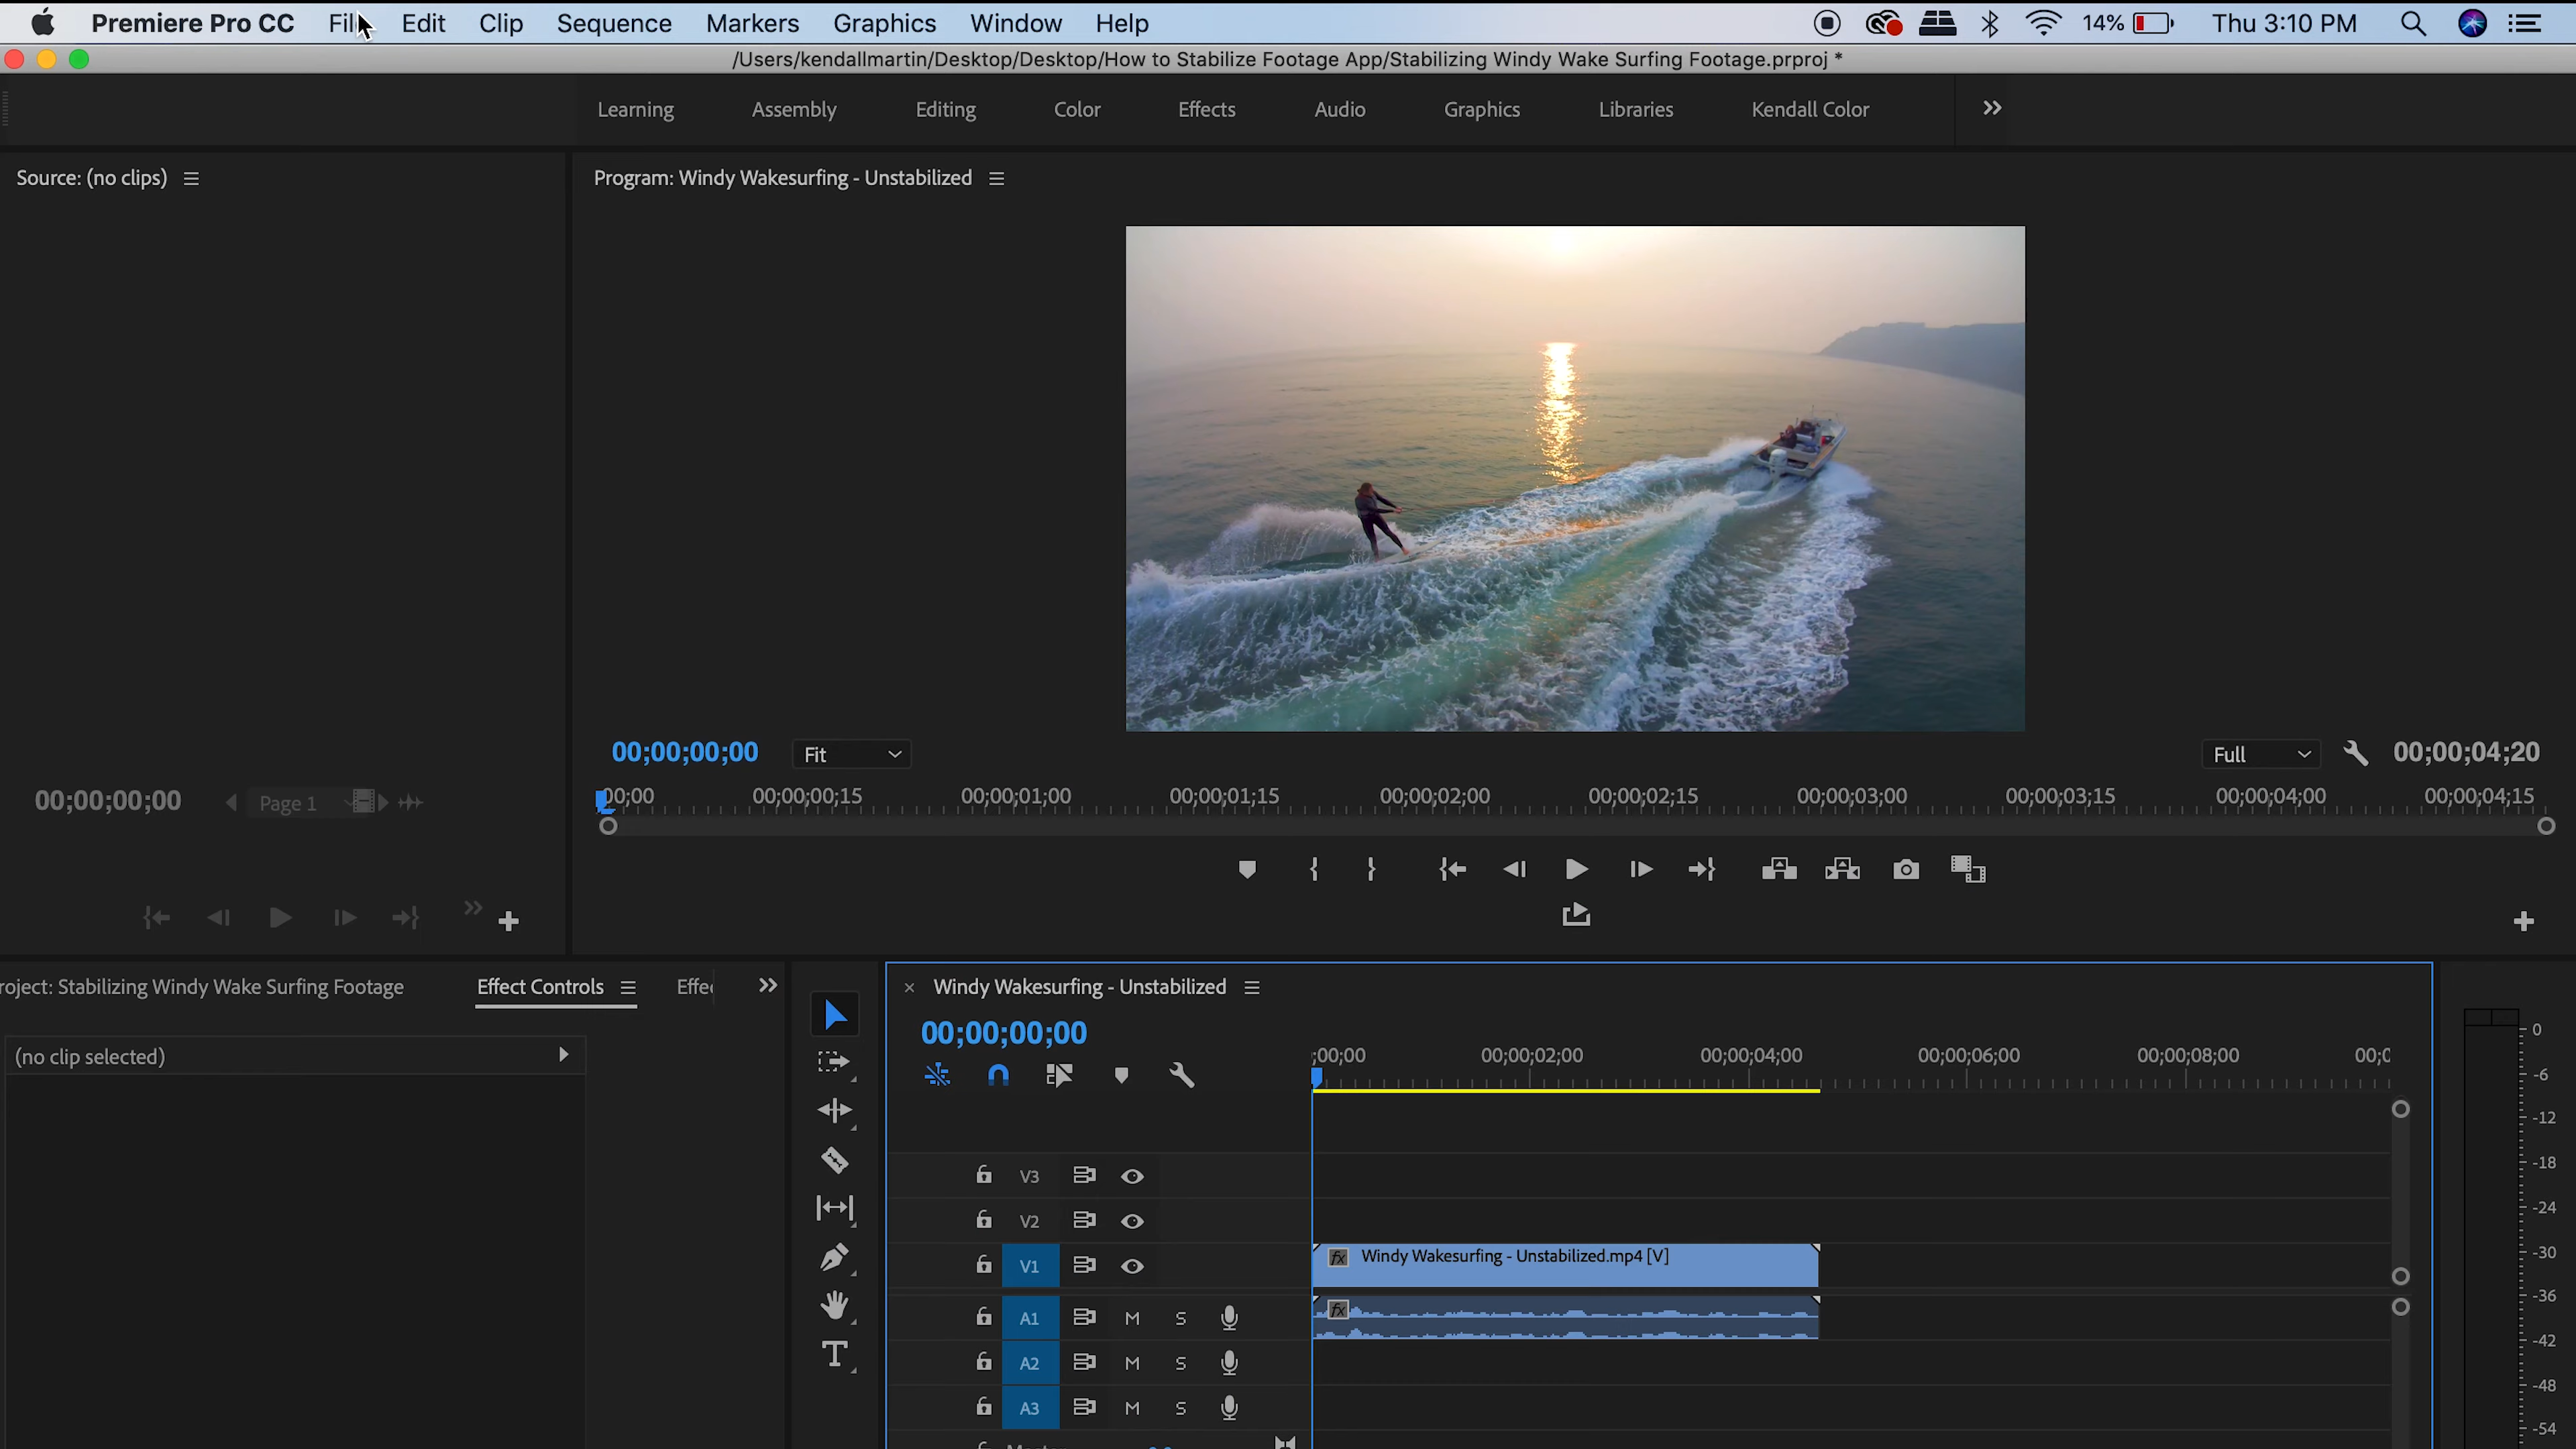 Premiere Pro CC File Edit Clip Sequence Markers Graphics Window Help 14% Thu 3:10 PM
/Users/kendallmartin/Desktop/Desktop/How to Stabilize Footage App/Stabilizing Windy Wake Surfing Footage.prproj *
Learning Assembly Editing Color Effects Audio Graphics Libraries Kendall Color
Source: (no clips)
Program: Windy Wakesurfing - Unstabilized
00;00;00;00 Fit Full 00;00;04;20
00;00;00;00 Page 1
00;00 00;00;00;15 00;00;01;00 00;00;01;15 00;00;02;00 00;00;02;15 00;00;03;00 00;00;03;15 00;00;04;00 00;00;04;15
roject: Stabilizing Windy Wake Surfing Footage Effect Controls Effe
(no clip selected)
Windy Wakesurfing - Unstabilized
00;00;00;00
;00;00 00;00;02;00 00;00;04;00 00;00;06;00 00;00;08;00 00;0
V3
V2
V1
fx Windy Wakesurfing - Unstabilized.mp4 [V]
A1 M S
fx
A2 M S
A3 M S
T
0
-6
-12
-18
-24
-30
-36
-42
-48
-54